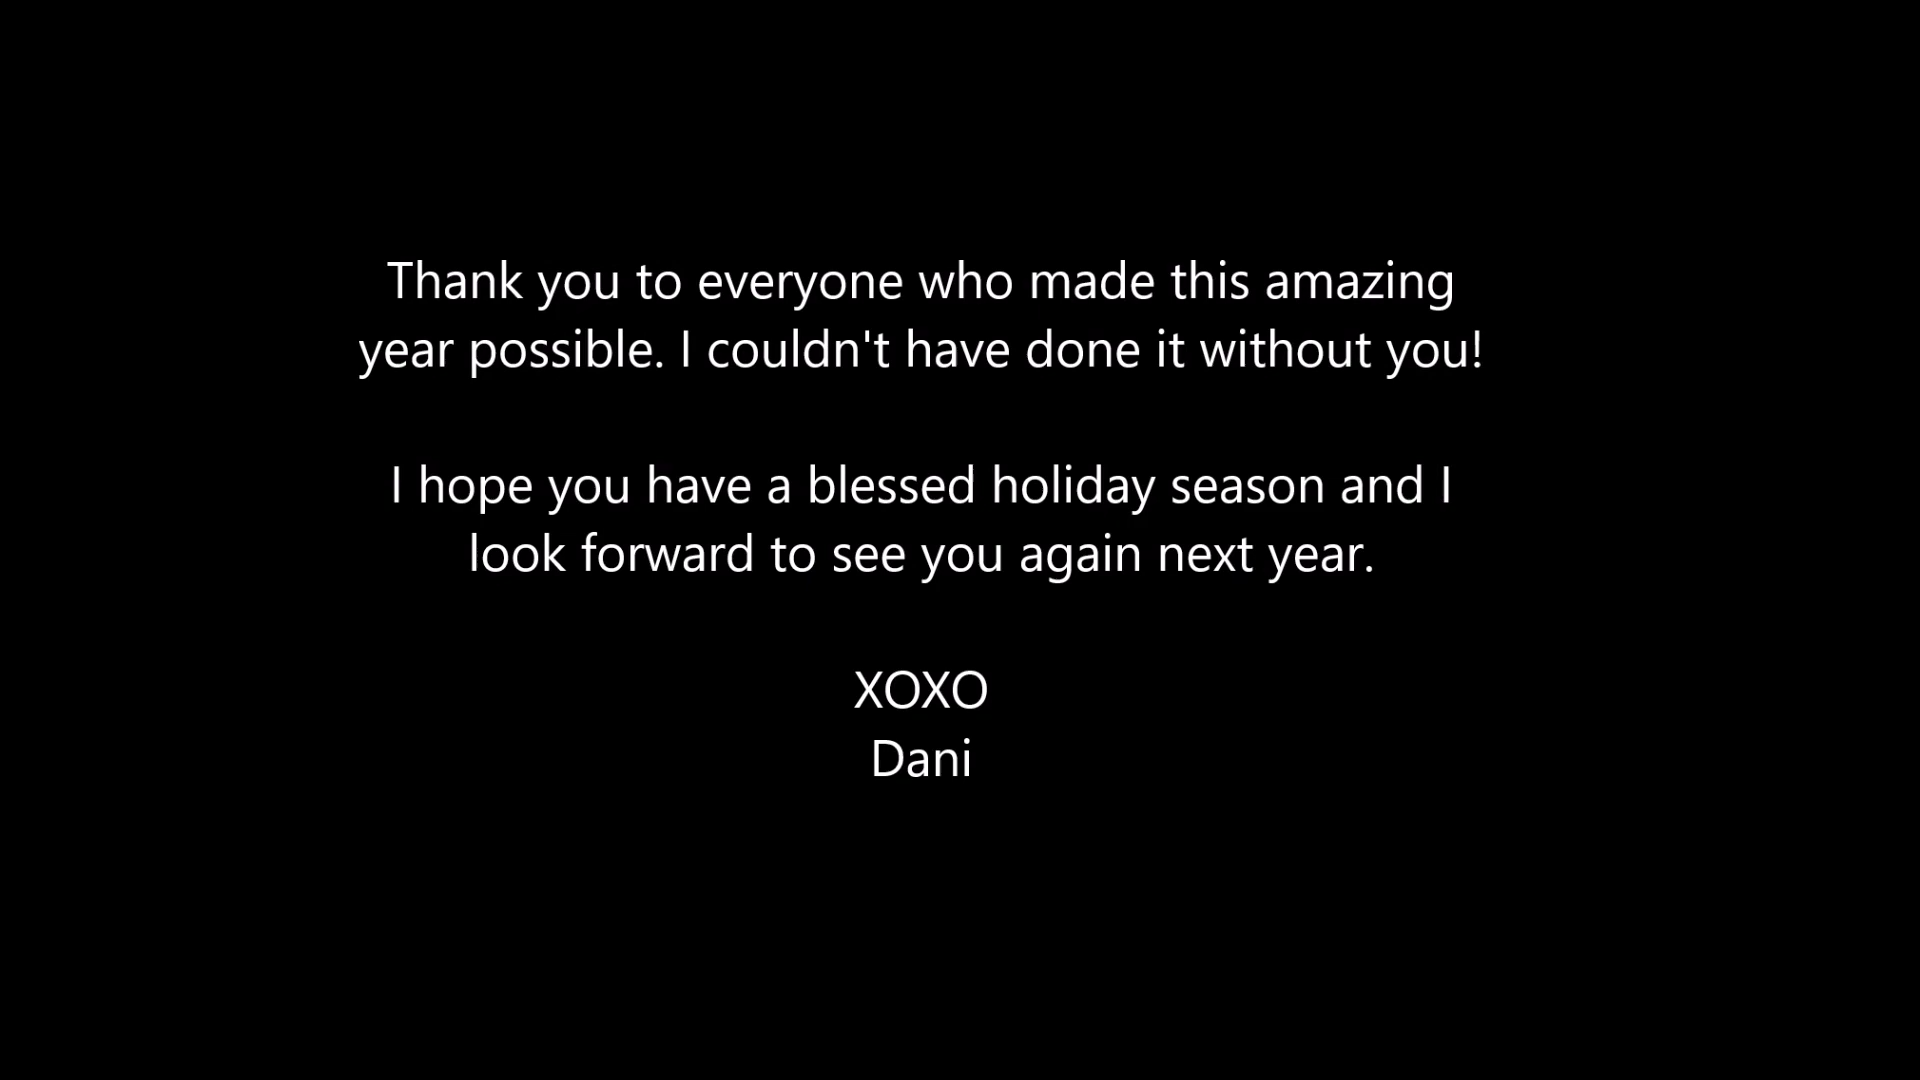 Thank you to everyone who made this amazing
year possible. I couldn't have done it without you!
I hope you have a blessed holiday season and I
look forward to see you again next year.
XOXO
Dani